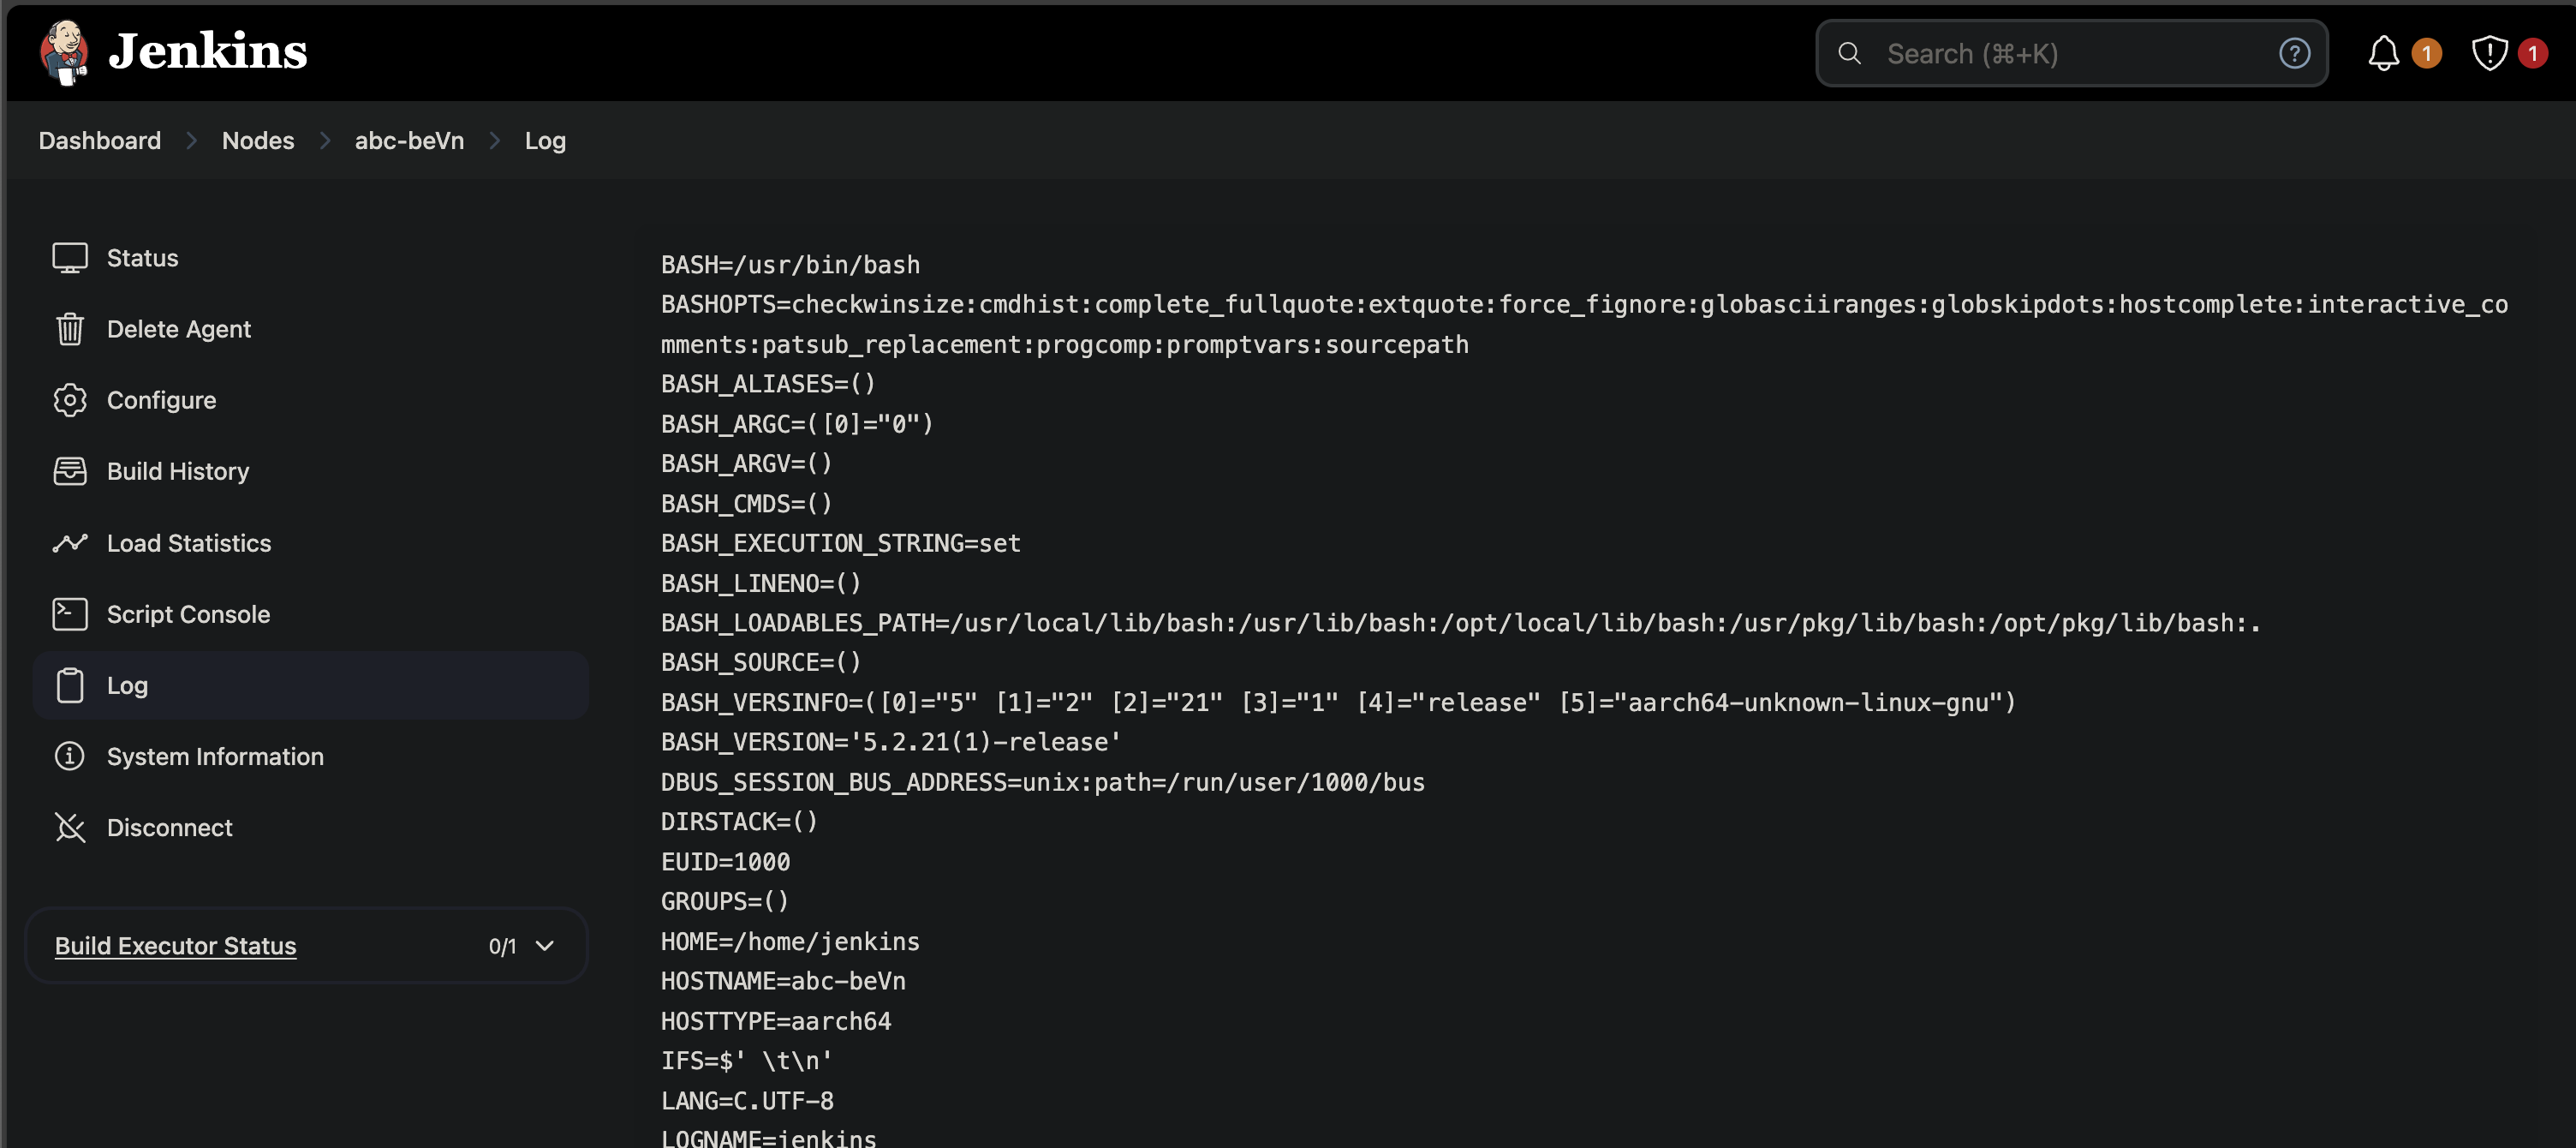 Jenkins
Search (⌘+K)
?
1
1
Dashboard
Nodes
abc-beVn
Log
Status
Delete Agent
Configure
Build History
Load Statistics
Script Console
Log
System Information
Disconnect
Build Executor Status
0/1
BASH=/usr/bin/bash
BASHOPTS=checkwinsize:cmdhist:complete_fullquote:extquote:force_fignore:globasciiranges:globskipdots:hostcomplete:interactive_co
mments:patsub_replacement:progcomp:promptvars:sourcepath
BASH_ALIASES=()
BASH_ARGC=([0]="0")
BASH_ARGV=()
BASH_CMDS=()
BASH_EXECUTION_STRING=set
BASH_LINENO=()
BASH_LOADABLES_PATH=/usr/local/lib/bash:/usr/lib/bash:/opt/local/lib/bash:/usr/pkg/lib/bash:/opt/pkg/lib/bash:.
BASH_SOURCE=()
BASH_VERSINFO=([0]="5" [1]="2" [2]="21" [3]="1" [4]="release" [5]="aarch64-unknown-linux-gnu")
BASH_VERSION='5.2.21(1)-release'
DBUS_SESSION_BUS_ADDRESS=unix:path=/run/user/1000/bus
DIRSTACK=()
EUID=1000
GROUPS=()
HOME=/home/jenkins
HOSTNAME=abc-beVn
HOSTTYPE=aarch64
IFS=$' \t\n'
LANG=C.UTF-8
LOGNAME=jenkins